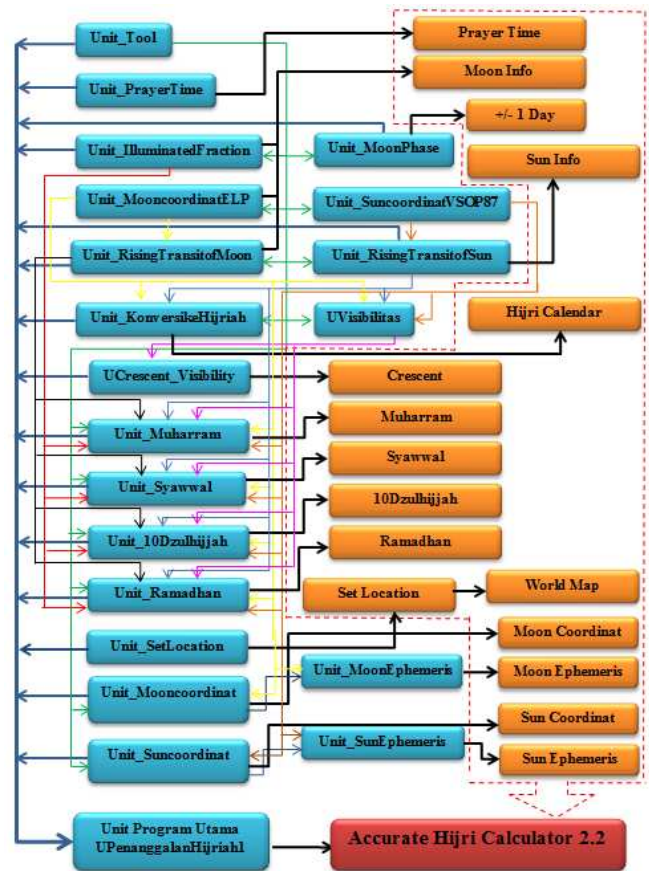 Unit_Tool
Prayer Time
Moon Info
Unit_PrayerTime
+/- 1 Day
Unit_IlluminatedFraction
Unit_MoonPhase
Sun Info
Unit_MooncoordinatELP
Unit_SuncoordinatVSOP87
Unit_RisingTransitofMoon
Unit_RisingTransitofSun
Unit_KonversikeHijriah
UVisibilitas
Hijri Calendar
UCrescent_Visibility
Crescent
Unit_Muharram
Muharram
Unit_Syawwal
Syawwal
Unit_10Dzulhijjah
10Dzulhijjah
Unit_Ramadhan
Ramadhan
Set Location
World Map
Unit_SetLocation
Moon Coordinat
Unit_Mooncoordinat
Unit_MoonEphemeris
Moon Ephemeris
Sun Coordinat
Unit_Suncoordinat
Unit_SunEphemeris
Sun Ephemeris
Unit Program Utama
UPenanggalanHijriah1
Accurate Hijri Calculator 2.2